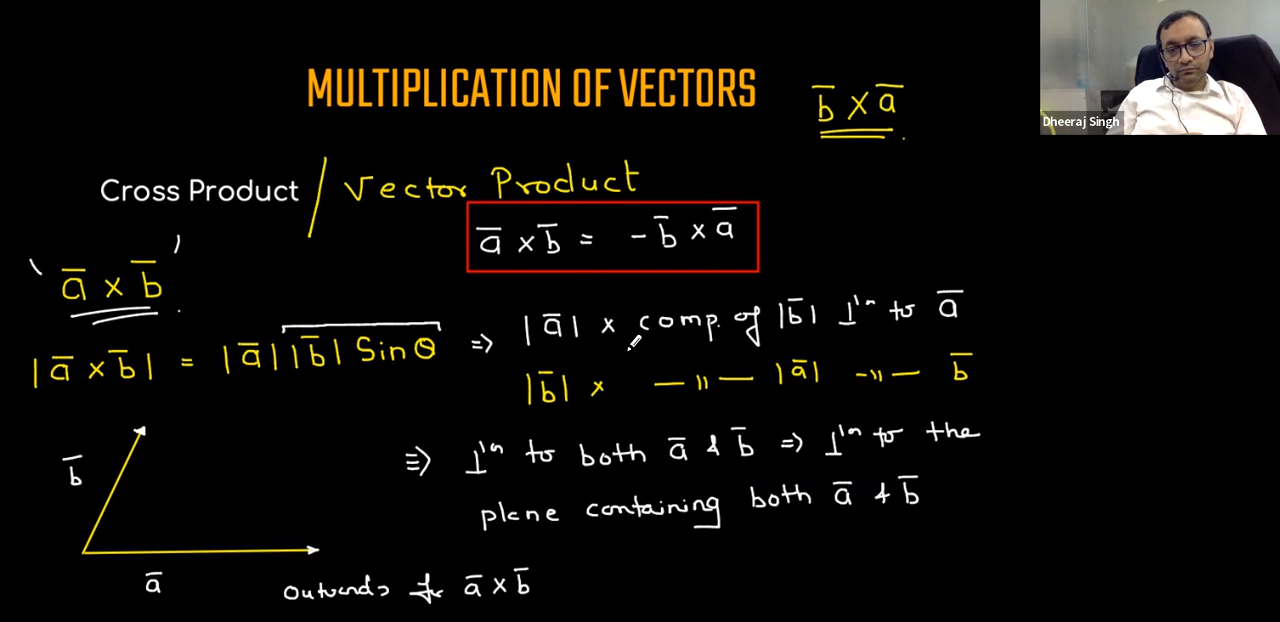 MULTIPLICATION OF VECTORS
b̅ × a̅
Dheeraj Singh
Cross Product / Vector Product
a̅ × b̅ = - b̅ × a̅
' a̅ × b̅ '
|a̅ × b̅| = |a̅| |b̅| Sin θ ⇒ |a̅| × comp. of |b̅| ⊥'r to a̅
|b̅| × —〃— |a̅| —〃— b̅
⇒ ⊥'r to both a̅ & b̅ ⇒ ⊥'r to the
plane containing both a̅ & b̅
b̅
a̅
outwards for a̅ × b̅